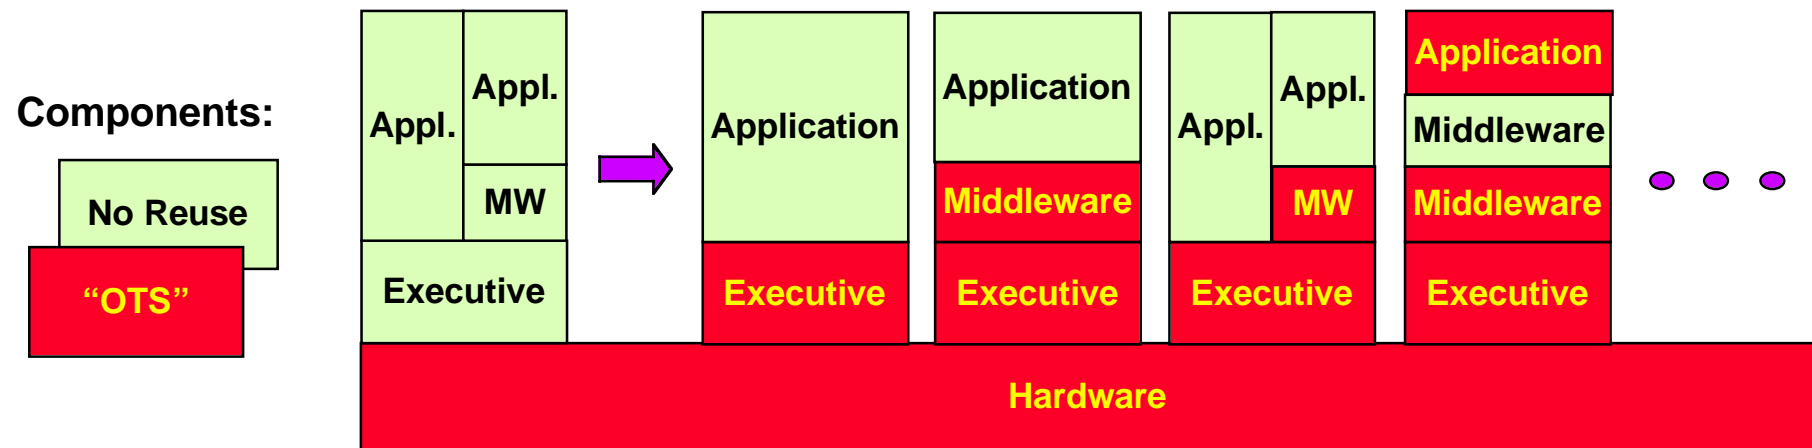 Components:
No Reuse
“OTS”
Appl.
Appl.
MW
Executive
Application
Executive
Application
Middleware
Executive
Appl.
Appl.
MW
Executive
Application
Middleware
Middleware
Executive
Hardware